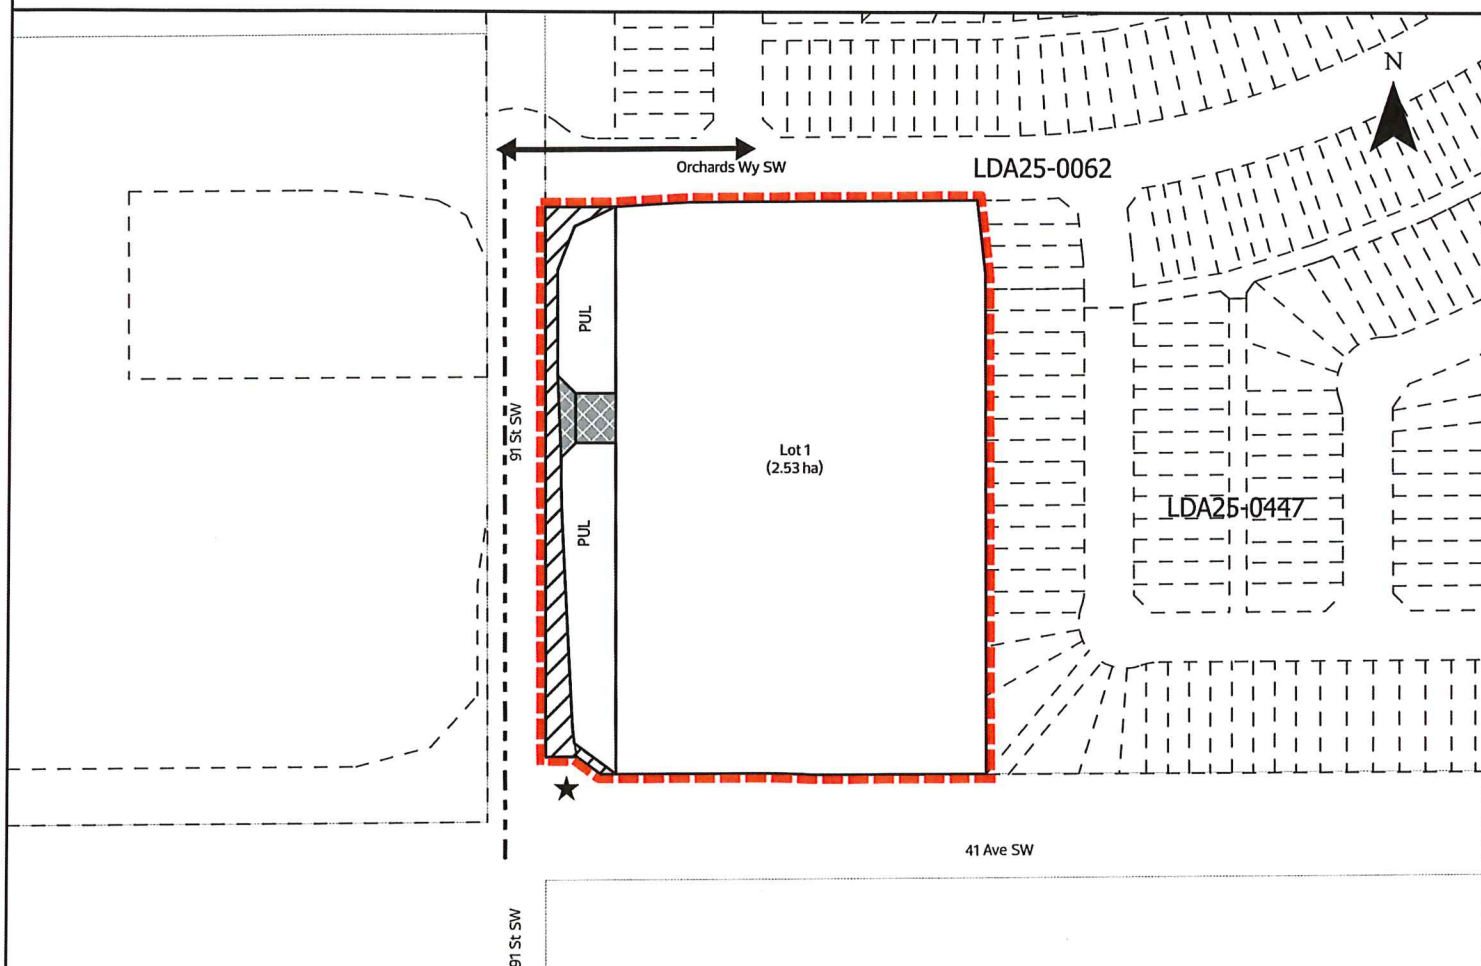 N
Orchards Wy SW
LDA25-0062
PUL
91 St SW
Lot 1
(2.53 ha)
PUL
LDA25-0447
41 Ave SW
91 St SW